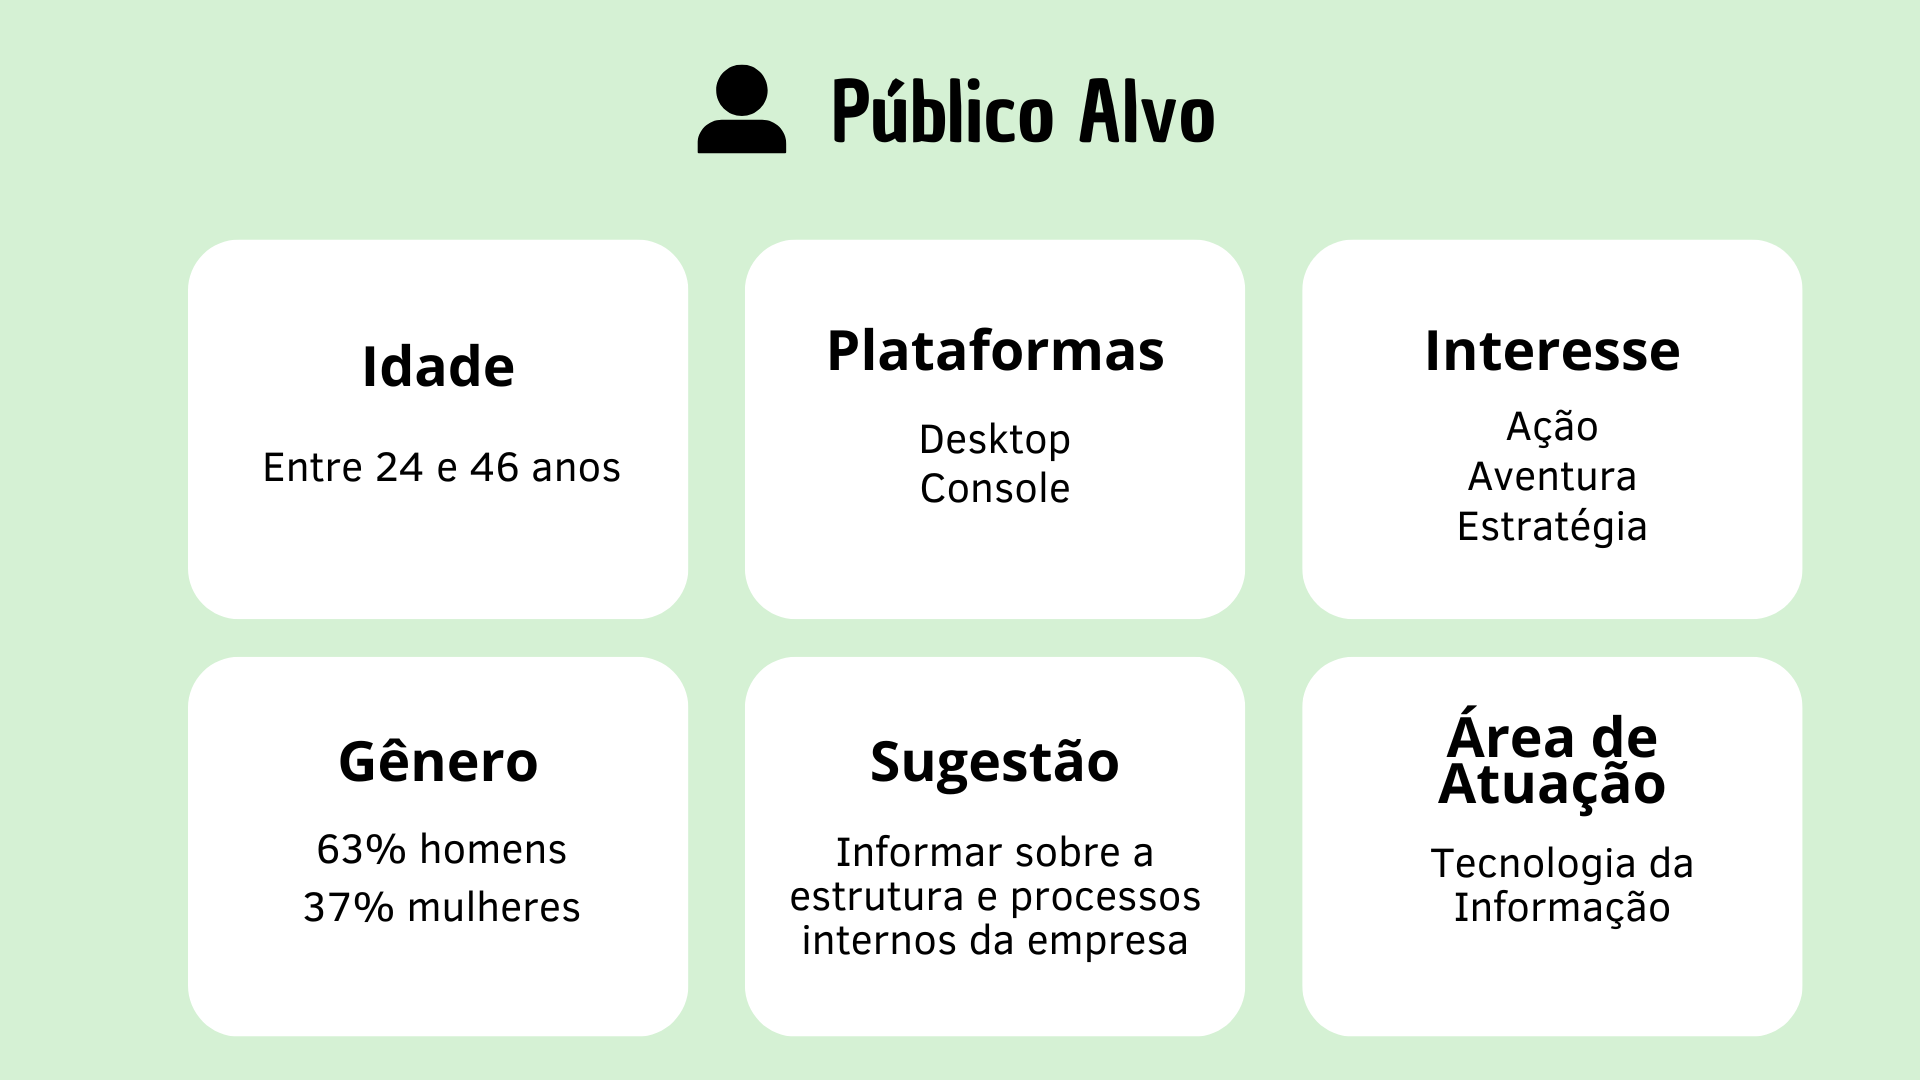 Público Alvo
Idade
Entre 24 e 46 anos
Plataformas
Desktop
Console
Interesse
Ação
Aventura
Estratégia
Gênero
63% homens
37% mulheres
Sugestão
Informar sobre a
estrutura e processos
internos da empresa
Área de
Atuação
Tecnologia da
Informação